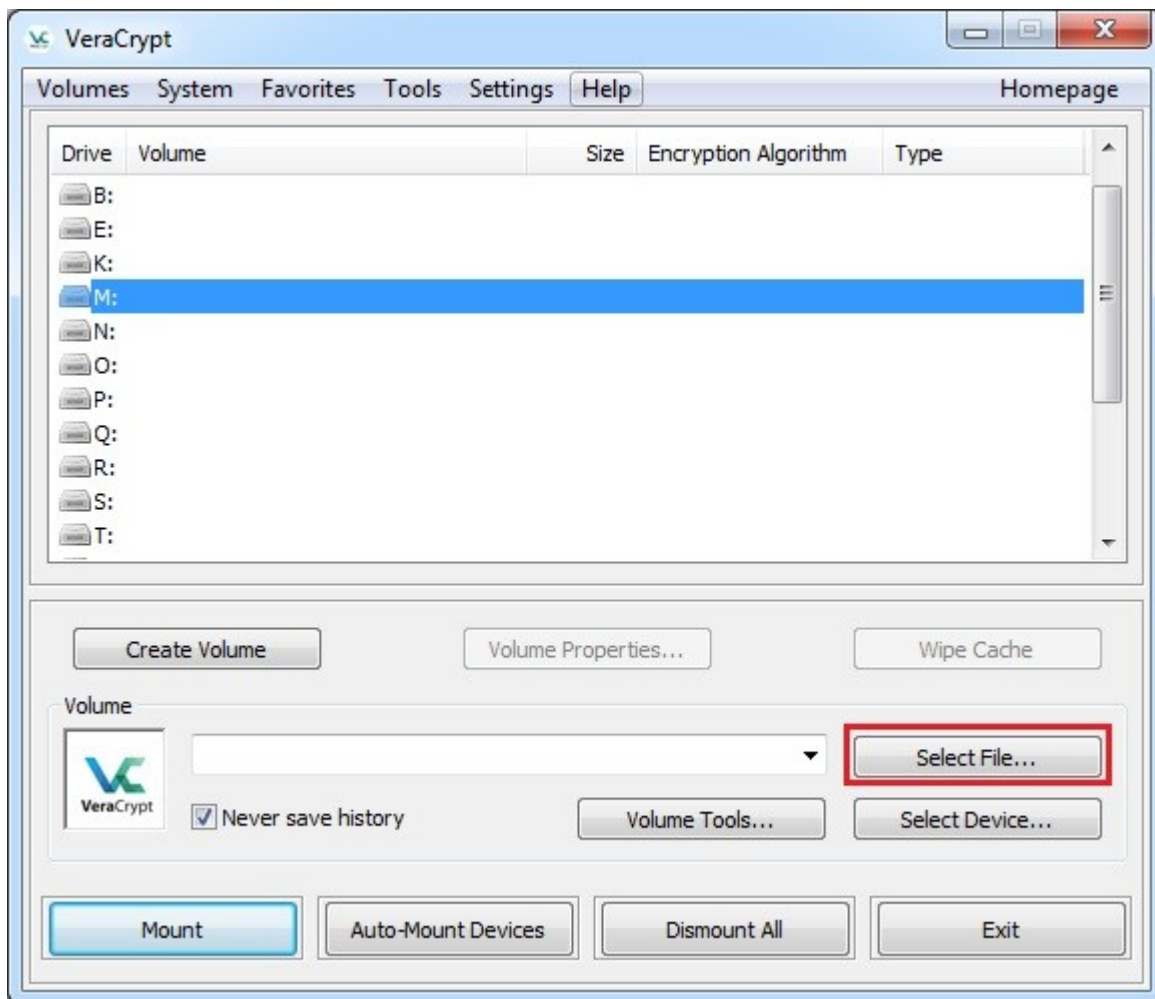 VeraCrypt
Volumes System Favorites Tools Settings Help Homepage
Drive Volume Size Encryption Algorithm Type
B:
E:
K:
M:
N:
O:
P:
Q:
R:
S:
T:
Create Volume Volume Properties... Wipe Cache
Volume
Select File...
VeraCrypt
Never save history Volume Tools... Select Device...
Mount Auto-Mount Devices Dismount All Exit